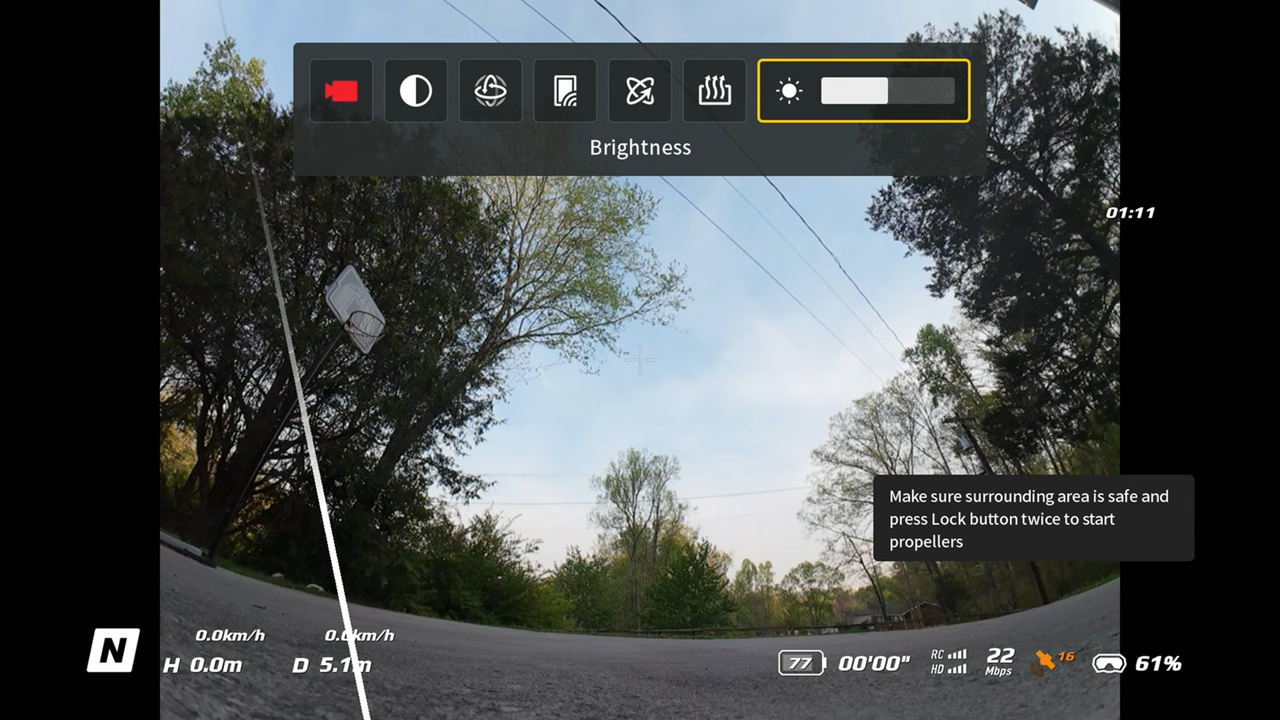 Brightness
01:11
Make sure surrounding area is safe and
press Lock button twice to start
propellers
0.0km/h 0.0km/h
N H 0.0m D 5.1m
77 00'00" RC HD 22 Mbps 16 61%